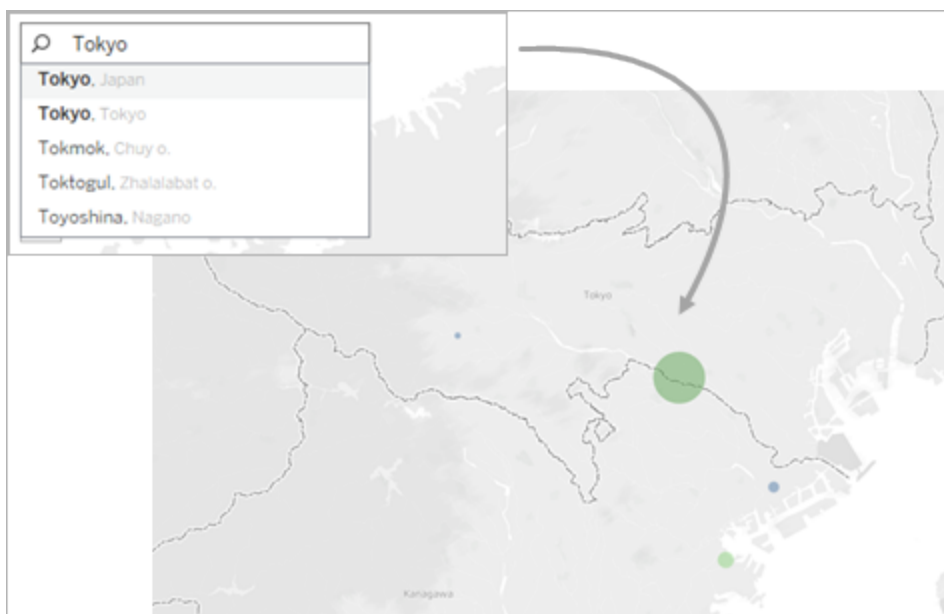 Tokyo
Tokyo, Japan
Tokyo, Tokyo
Tokmok, Chuy o.
Toktogul, Zhalalabat o.
Toyoshina, Nagano
Tokyo
Kanagawa